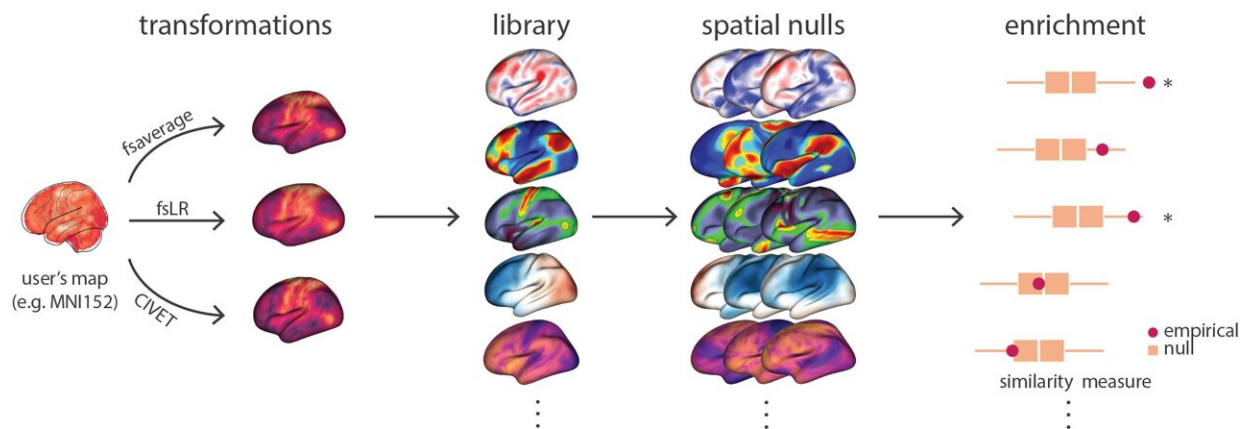 transformations
library
spatial nulls
enrichment
fsaverage
fsLR
CIVET
user's map
(e.g. MNI152)
*
*
empirical
null
similarity measure